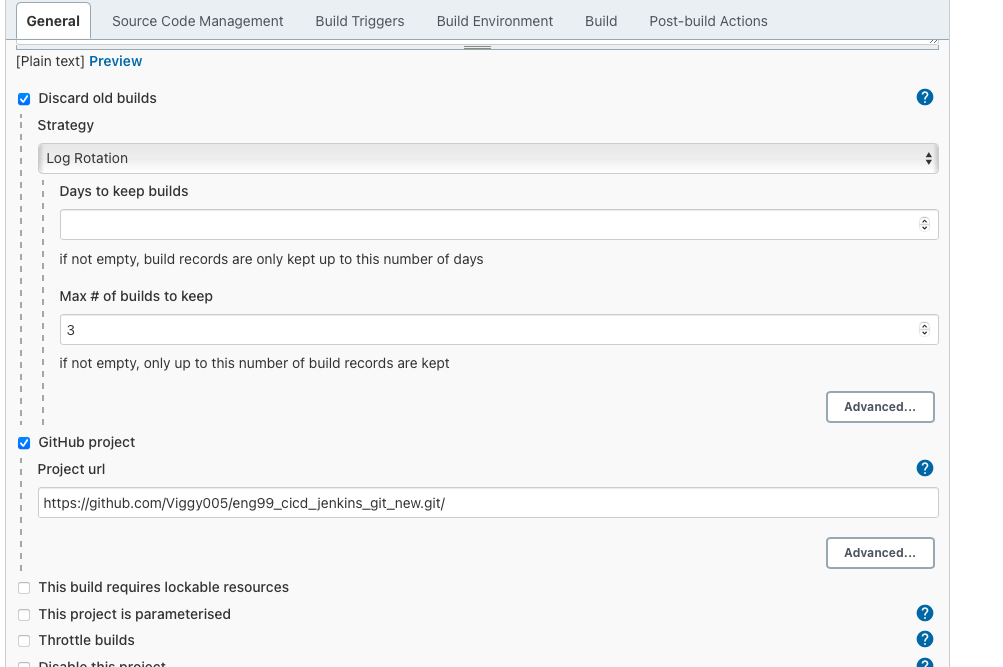 General Source Code Management Build Triggers Build Environment Build Post-build Actions
[Plain text] Preview
Discard old builds ?
Strategy
Log Rotation
Days to keep builds
if not empty, build records are only kept up to this number of days
Max # of builds to keep
3
if not empty, only up to this number of build records are kept
Advanced...
GitHub project
Project url ?
https://github.com/Viggy005/eng99_cicd_jenkins_git_new.git/
Advanced...
This build requires lockable resources
This project is parameterised ?
Throttle builds ?
Disable this project ?